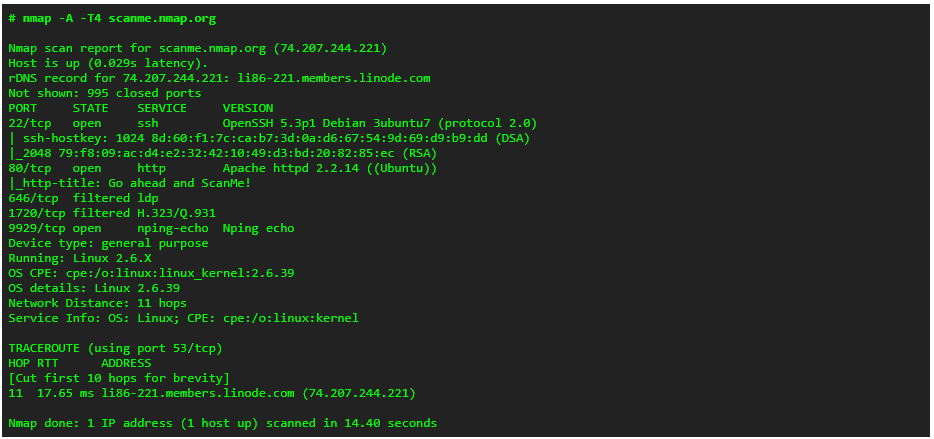 # nmap -A -T4 scanme.nmap.org
Nmap scan report for scanme.nmap.org (74.207.244.221)
Host is up (0.029s latency).
rDNS record for 74.207.244.221: li86-221.members.linode.com
Not shown: 995 closed ports
PORT     STATE    SERVICE     VERSION
22/tcp   open     ssh         OpenSSH 5.3p1 Debian 3ubuntu7 (protocol 2.0)
| ssh-hostkey: 1024 8d:60:f1:7c:ca:b7:3d:0a:d6:67:54:9d:69:d9:b9:dd (DSA)
|_2048 79:f8:09:ac:d4:e2:32:42:10:49:d3:bd:20:82:85:ec (RSA)
80/tcp   open     http        Apache httpd 2.2.14 ((Ubuntu))
|_http-title: Go ahead and ScanMe!
646/tcp  filtered ldp
1720/tcp filtered H.323/Q.931
9929/tcp open     nping-echo  Nping echo
Device type: general purpose
Running: Linux 2.6.X
OS CPE: cpe:/o:linux:linux_kernel:2.6.39
OS details: Linux 2.6.39
Network Distance: 11 hops
Service Info: OS: Linux; CPE: cpe:/o:linux:kernel
TRACEROUTE (using port 53/tcp)
HOP RTT      ADDRESS
[Cut first 10 hops for brevity]
11  17.65 ms li86-221.members.linode.com (74.207.244.221)
Nmap done: 1 IP address (1 host up) scanned in 14.40 seconds